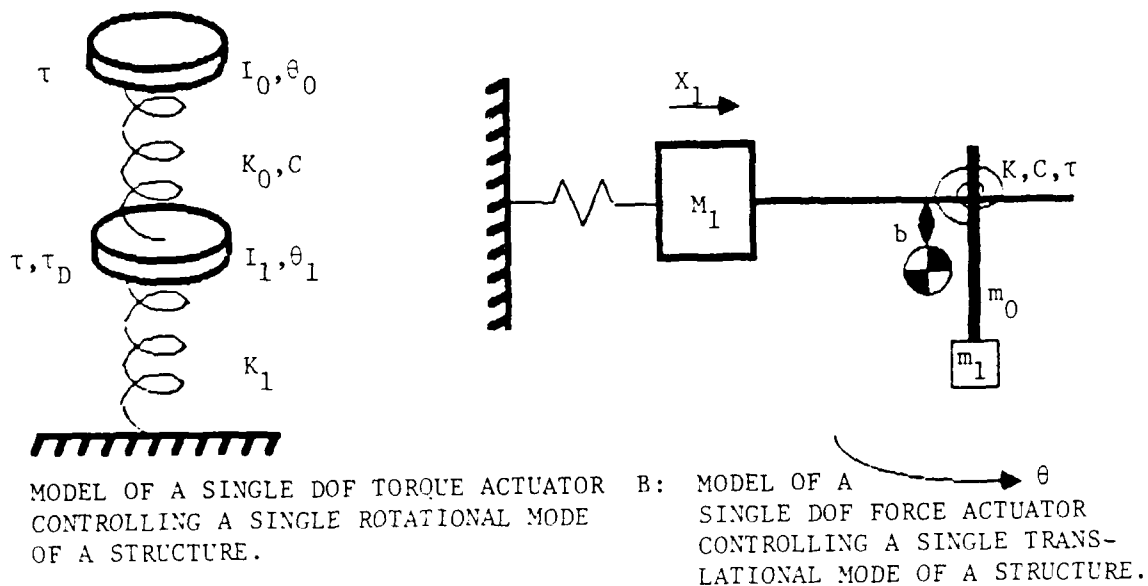 τ
I0,θ0
K0,C
τ,τD
I1,θ1
K1
X1
M1
K,C,τ
b
m0
m1
θ
MODEL OF A SINGLE DOF TORQUE ACTUATOR
CONTROLLING A SINGLE ROTATIONAL MODE
OF A STRUCTURE.
B: MODEL OF A
SINGLE DOF FORCE ACTUATOR
CONTROLLING A SINGLE TRANS-
LATIONAL MODE OF A STRUCTURE.